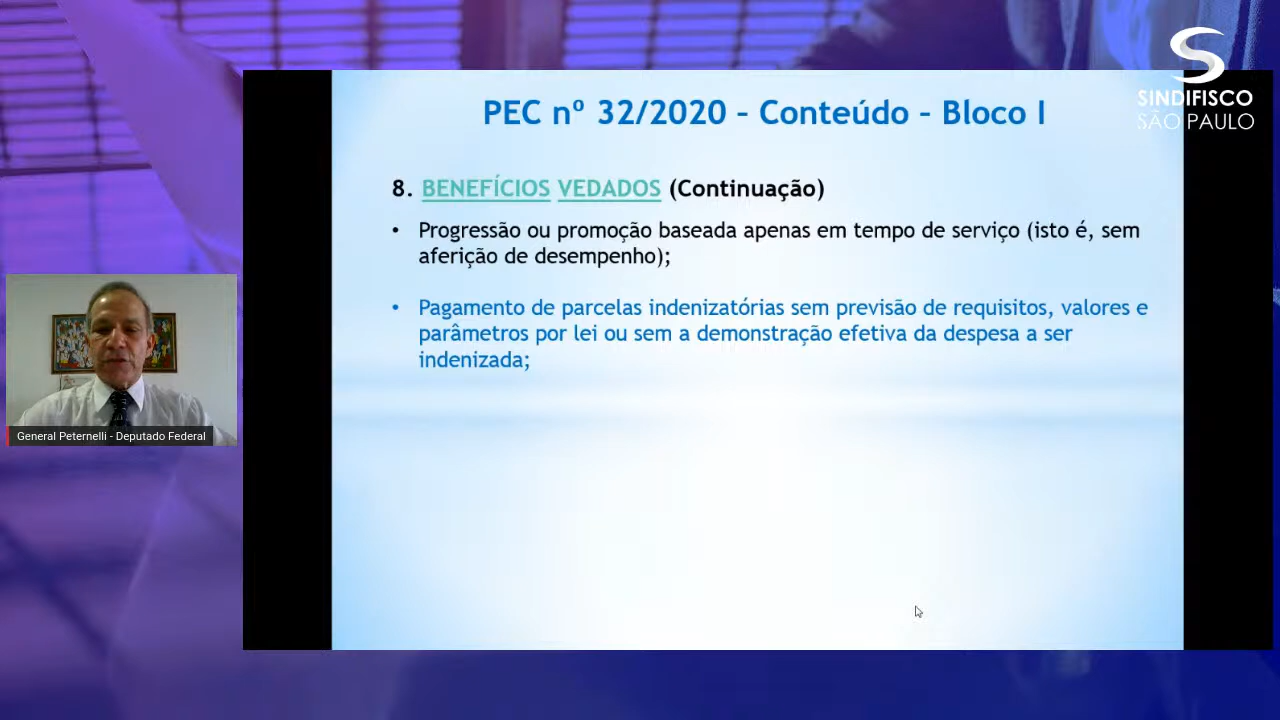 PEC nº 32/2020 – Conteúdo – Bloco I
SINDIFISCO
SÃO PAULO
8. BENEFÍCIOS VEDADOS (Continuação)
• Progressão ou promoção baseada apenas em tempo de serviço (isto é, sem
aferição de desempenho);
• Pagamento de parcelas indenizatórias sem previsão de requisitos, valores e
parâmetros por lei ou sem a demonstração efetiva da despesa a ser
indenizada;
General Peternelli - Deputado Federal